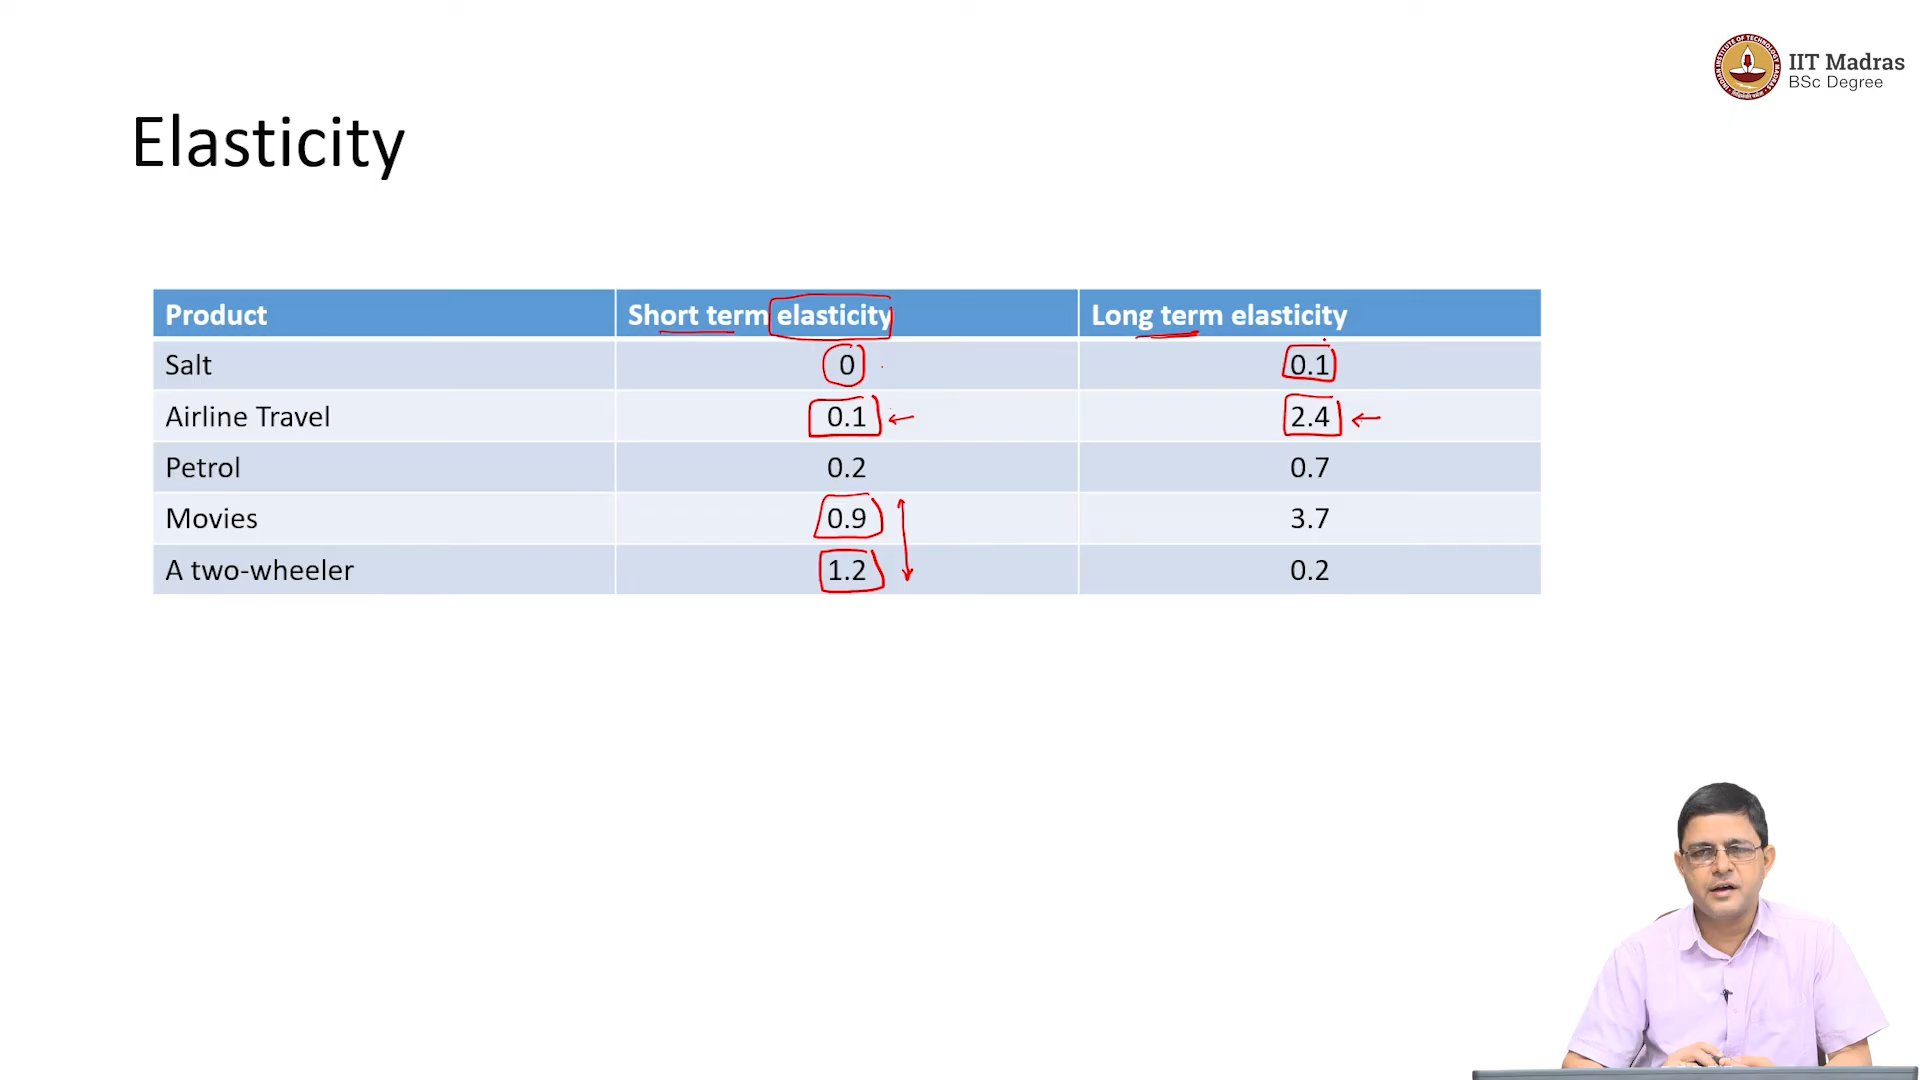 IIT Madras
BSc Degree
Elasticity
Product Short term elasticity Long term elasticity
Salt 0 0.1
Airline Travel 0.1 2.4
Petrol 0.2 0.7
Movies 0.9 3.7
A two-wheeler 1.2 0.2